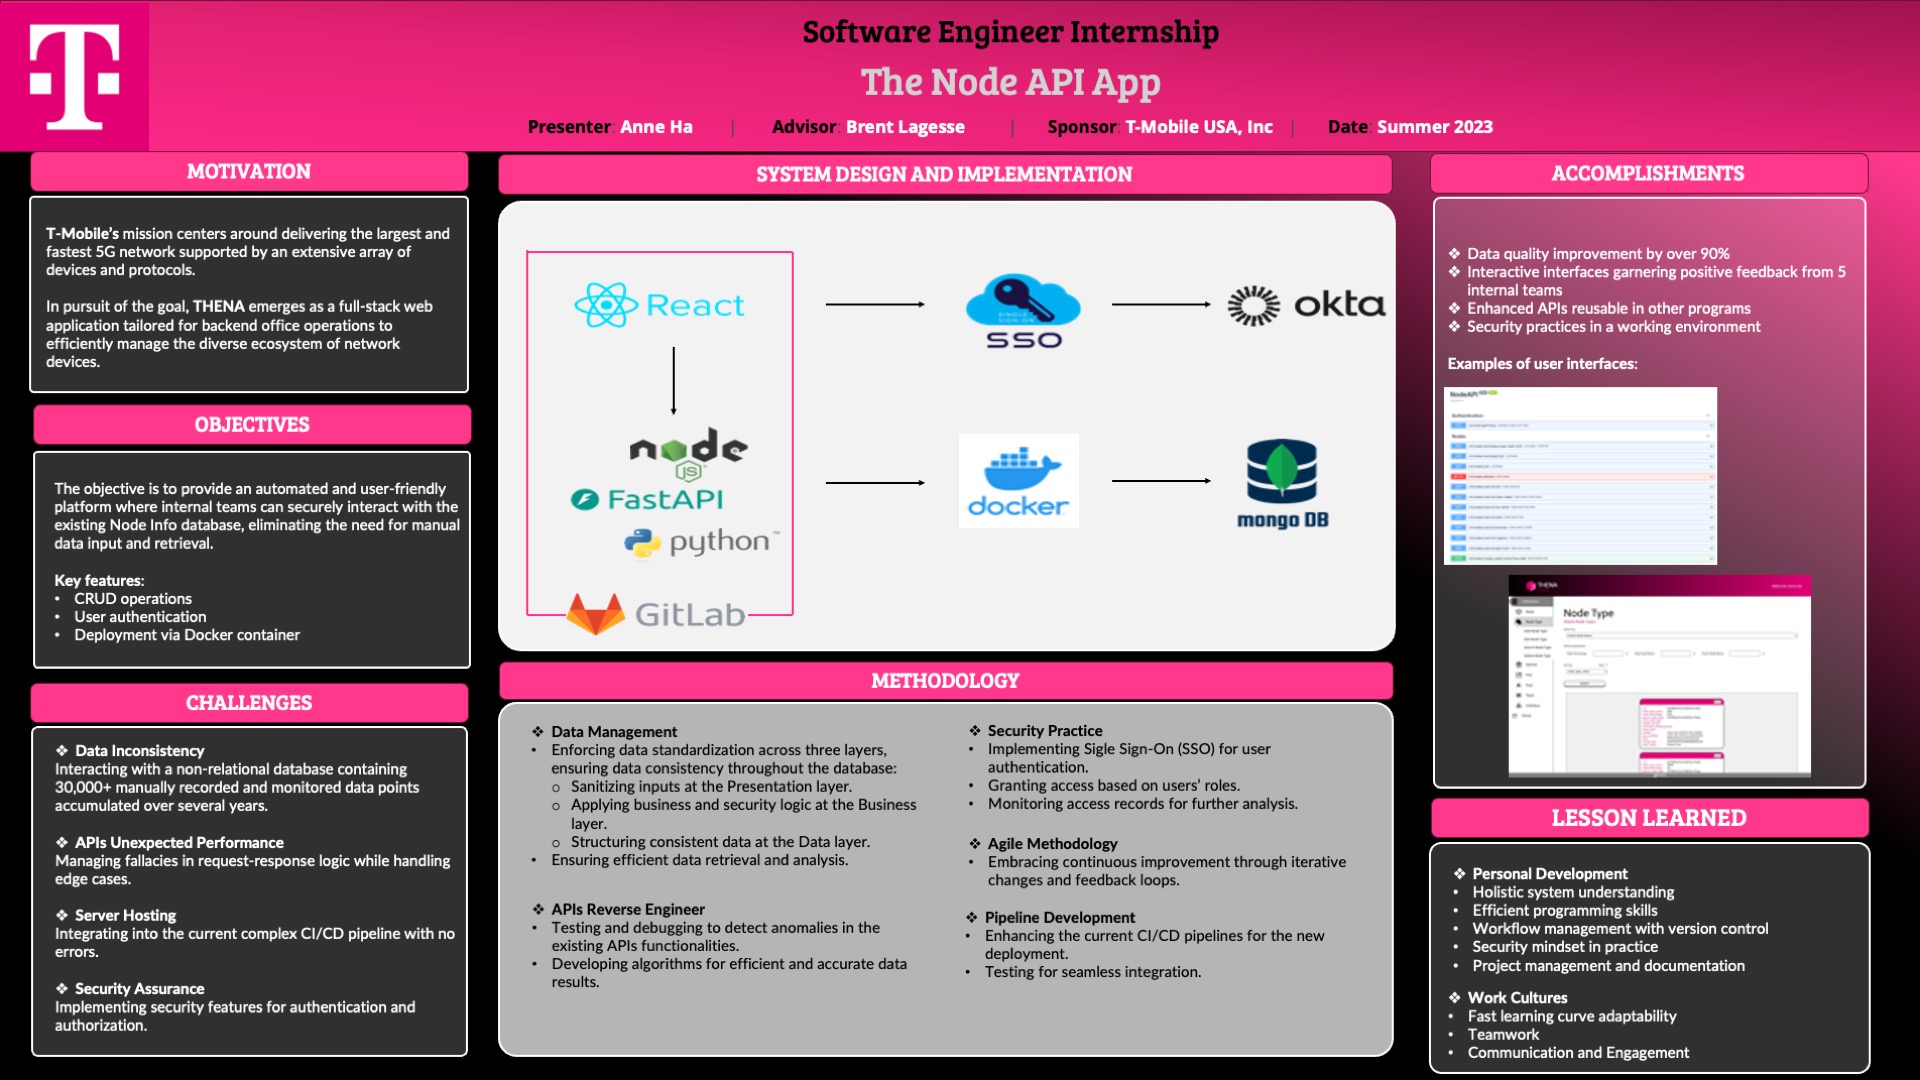 Software Engineer Internship
The Node API App
Presenter: Anne Ha | Advisor: Brent Lagesse | Sponsor: T-Mobile USA, Inc | Date: Summer 2023
MOTIVATION
T-Mobile’s mission centers around delivering the largest and
fastest 5G network supported by an extensive array of
devices and protocols.
In pursuit of the goal, THENA emerges as a full-stack web
application tailored for backend office operations to
efficiently manage the diverse ecosystem of network
devices.
OBJECTIVES
The objective is to provide an automated and user-friendly
platform where internal teams can securely interact with the
existing Node Info database, eliminating the need for manual
data input and retrieval.
Key features:
• CRUD operations
• User authentication
• Deployment via Docker container
CHALLENGES
❖ Data Inconsistency
Interacting with a non-relational database containing
30,000+ manually recorded and monitored data points
accumulated over several years.
❖ APIs Unexpected Performance
Managing fallacies in request-response logic while handling
edge cases.
❖ Server Hosting
Integrating into the current complex CI/CD pipeline with no
errors.
❖ Security Assurance
Implementing security features for authentication and
authorization.
SYSTEM DESIGN AND IMPLEMENTATION
React
SINGLE
SIGN-ON
SSO
okta
node
JS
FastAPI
python™
GitLab
docker
mongo DB
METHODOLOGY
❖ Data Management
• Enforcing data standardization across three layers,
ensuring data consistency throughout the database:
o Sanitizing inputs at the Presentation layer.
o Applying business and security logic at the Business
layer.
o Structuring consistent data at the Data layer.
• Ensuring efficient data retrieval and analysis.
❖ APIs Reverse Engineer
• Testing and debugging to detect anomalies in the
existing APIs functionalities.
• Developing algorithms for efficient and accurate data
results.
❖ Security Practice
• Implementing Sigle Sign-On (SSO) for user
authentication.
• Granting access based on users’ roles.
• Monitoring access records for further analysis.
❖ Agile Methodology
• Embracing continuous improvement through iterative
changes and feedback loops.
❖ Pipeline Development
• Enhancing the current CI/CD pipelines for the new
deployment.
• Testing for seamless integration.
ACCOMPLISHMENTS
❖ Data quality improvement by over 90%
❖ Interactive interfaces garnering positive feedback from 5
internal teams
❖ Enhanced APIs reusable in other programs
❖ Security practices in a working environment
Examples of user interfaces:
NodeAPI
Authentication
Nodes
THENA
Node Type
LESSON LEARNED
❖ Personal Development
• Holistic system understanding
• Efficient programming skills
• Workflow management with version control
• Security mindset in practice
• Project management and documentation
❖ Work Cultures
• Fast learning curve adaptability
• Teamwork
• Communication and Engagement